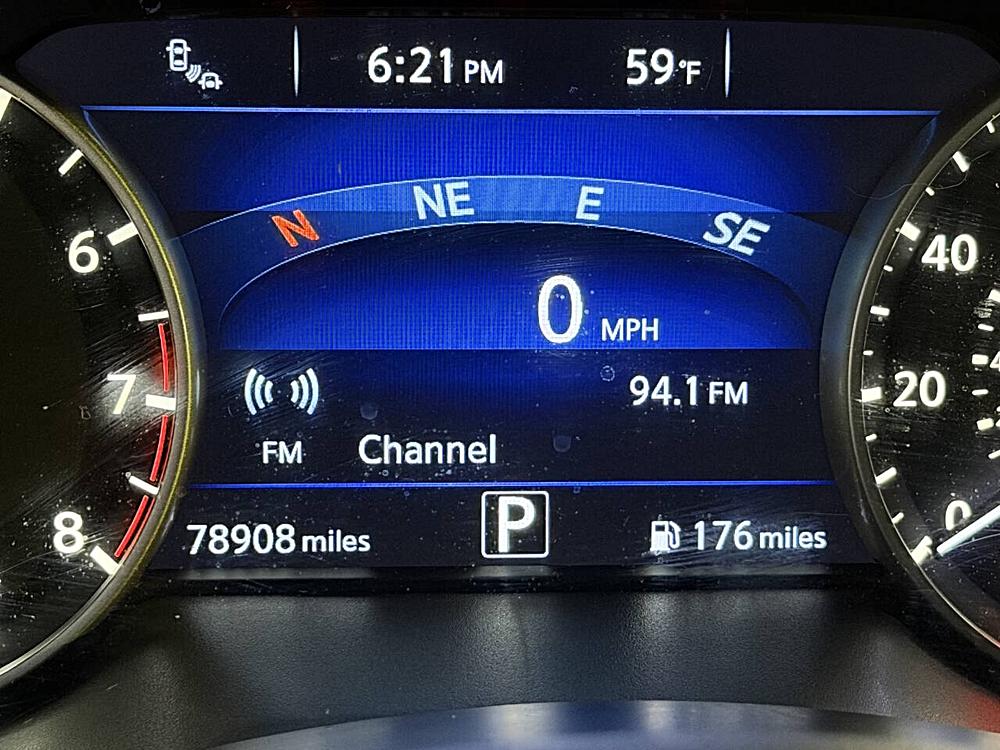 6:21 PM 59°F
N NE E SE
0 MPH
94.1 FM
FM Channel
78908 miles P 176 miles
6
7
8
40
20
0